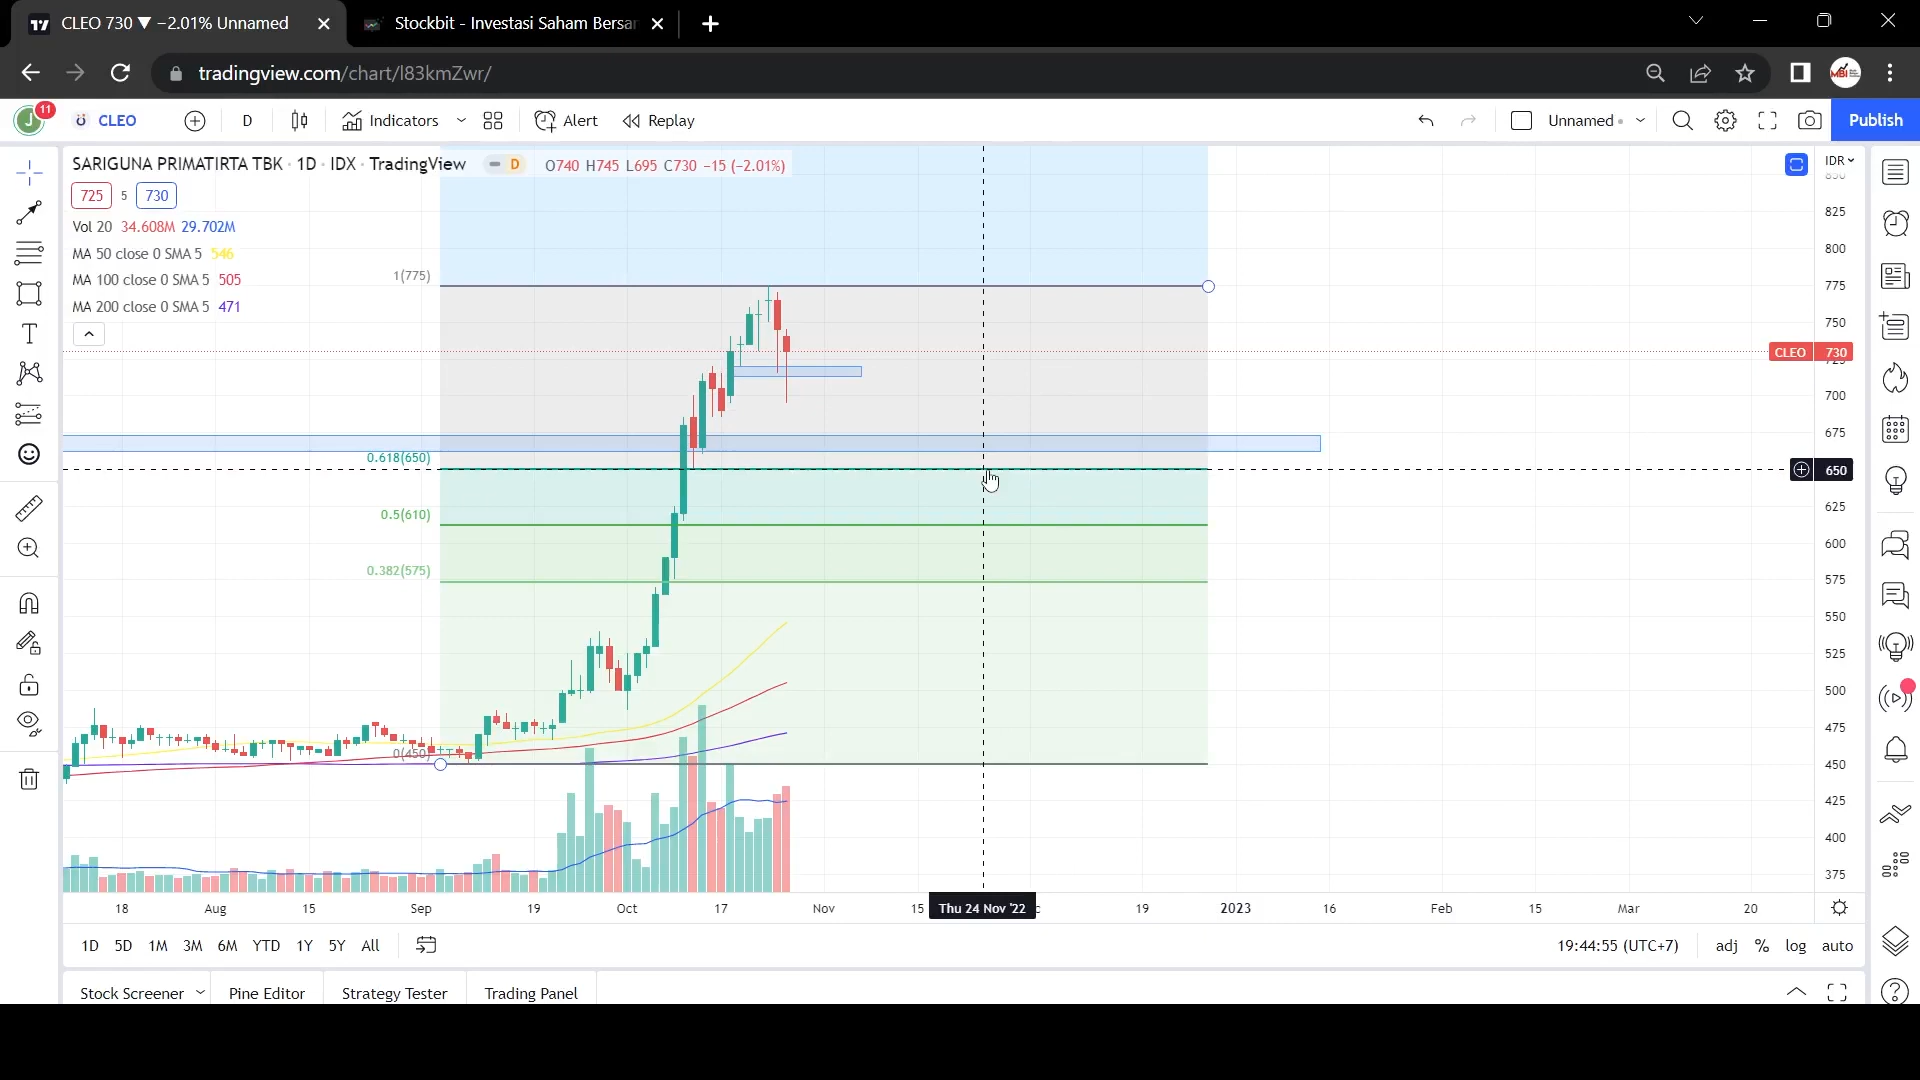 CLEO 730 ▼ −2.01% Unnamed
Stockbit - Investasi Saham Bersar
tradingview.com/chart/l83kmZwr/
MBI
J
11
CLEO
D
Indicators
Alert
Replay
Unnamed
Publish
SARIGUNA PRIMATIRTA TBK · 1D · IDX · TradingView
D
O740 H745 L695 C730 −15 (−2.01%)
IDR
725 5 730
Vol 20 34.608M 29.702M
MA 50 close 0 SMA 5 546
MA 100 close 0 SMA 5 505
MA 200 close 0 SMA 5 471
1(775)
0.618(650)
0.5(610)
0.382(575)
0(450)
850
825
800
775
750
CLEO 730
725
700
675
650
625
600
575
550
525
500
475
450
425
400
375
18 Aug 15 Sep 19 Oct 17 Nov 15 Thu 24 Nov '22 c 19 2023 16 Feb 15 Mar 20
1D 5D 1M 3M 6M YTD 1Y 5Y All
19:44:55 (UTC+7) adj % log auto
Stock Screener Pine Editor Strategy Tester Trading Panel